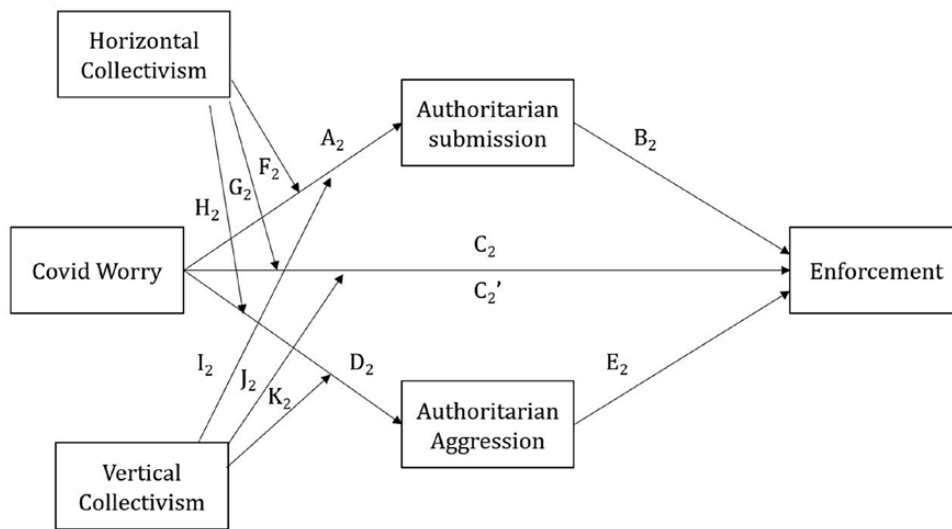 Horizontal
Collectivism
Authoritarian
submission
A₂
B₂
F₂
G₂
H₂
Covid Worry
C₂
C₂’
Enforcement
I₂
J₂
K₂
D₂
E₂
Authoritarian
Aggression
Vertical
Collectivism